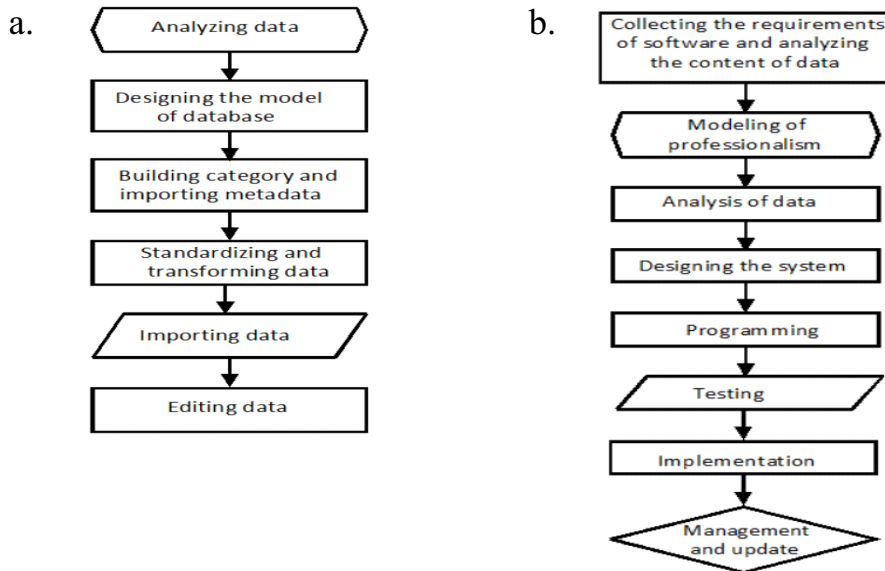 a.
Analyzing data
Designing the model
of database
Building category and
importing metadata
Standardizing and
transforming data
Importing data
Editing data
b.
Collecting the requirements
of software and analyzing
the content of data
Modeling of
professionalism
Analysis of data
Designing the system
Programming
Testing
Implementation
Management
and update